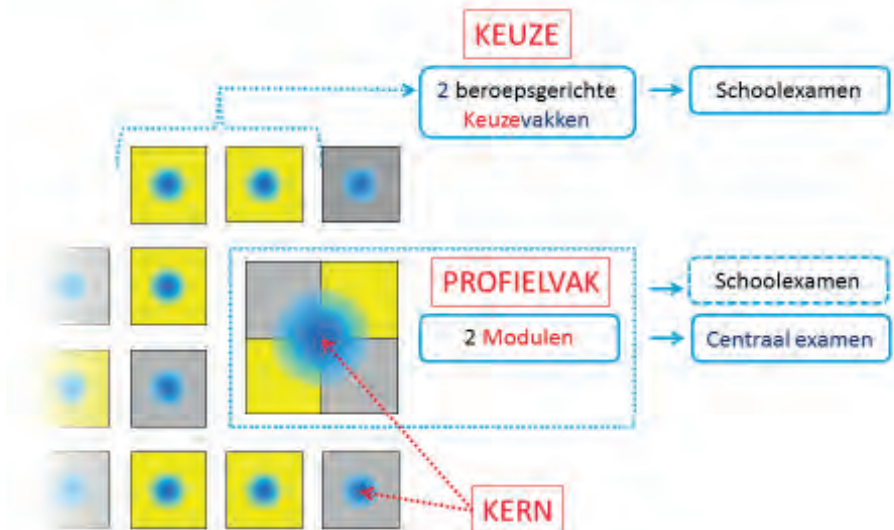 KEUZE
2 beroepsgerichte
Keuzevakken
Schoolexamen
PROFIELVAK
Schoolexamen
2 Modulen
Centraal examen
KERN